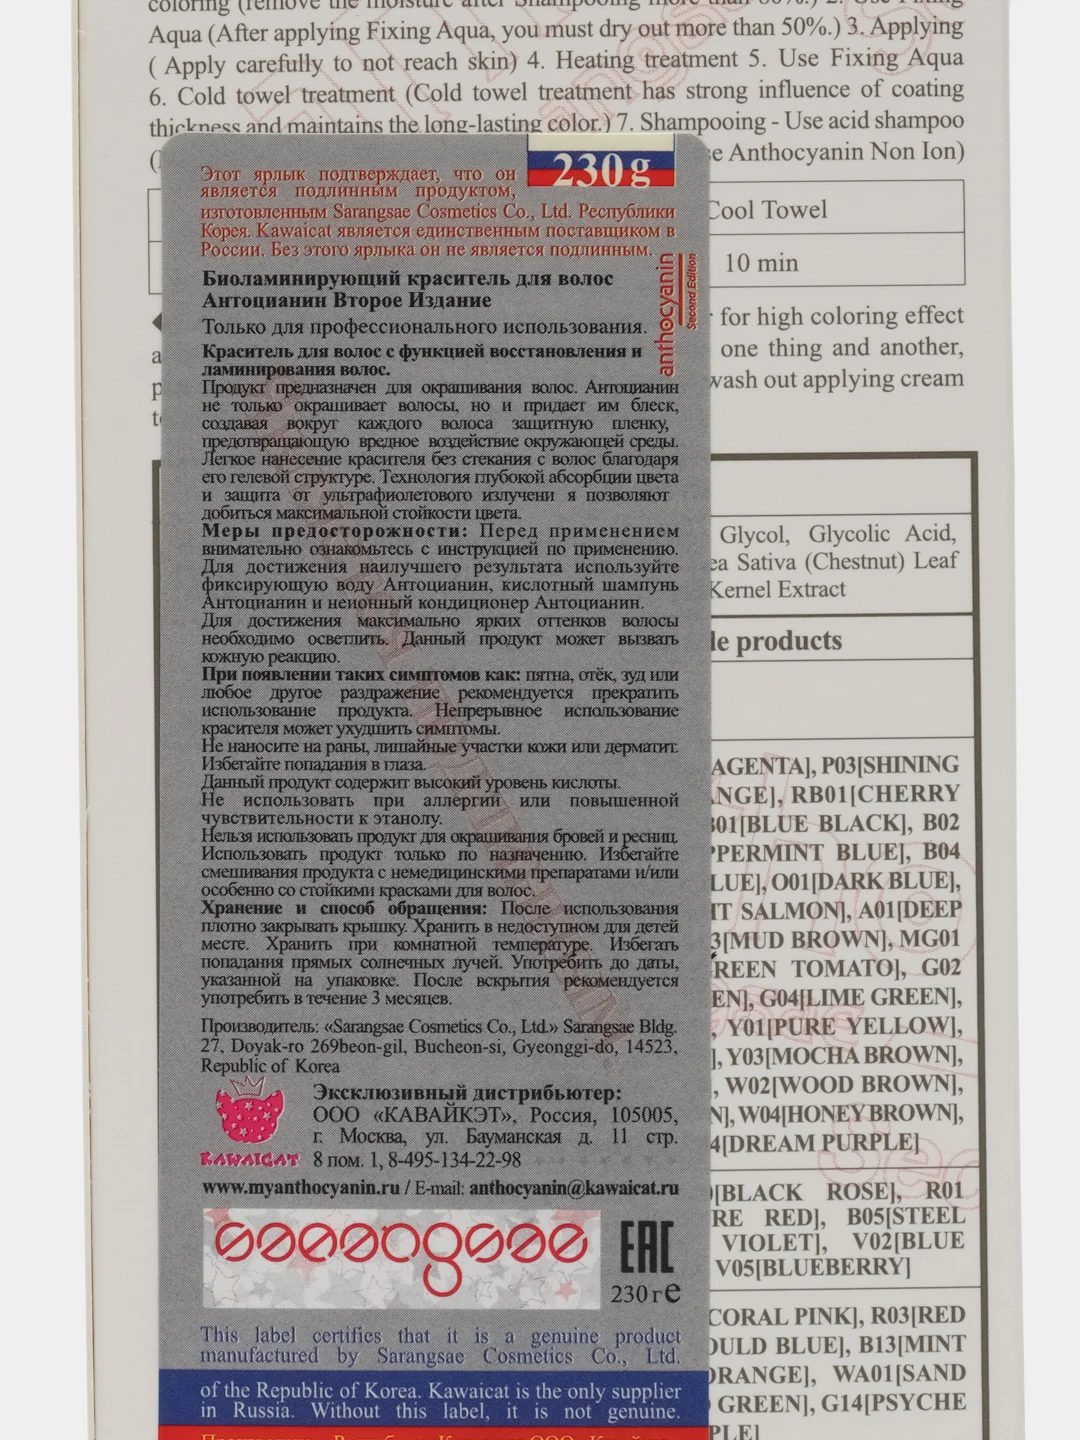 coloring (remove the moisture after Shampooing more than 80%.) 2. Use Fixing
Aqua (After applying Fixing Aqua, you must dry out more than 50%.) 3. Applying
( Apply carefully to not reach skin) 4. Heating treatment 5. Use Fixing Aqua
6. Cold towel treatment (Cold towel treatment has strong influence of coating
thickness and maintains the long-lasting color.) 7. Shampooing - Use acid shampoo
e Anthocyanin Non Ion)
Cool Towel
10 min
for high coloring effect
one thing and another,
wash out applying cream
Glycol, Glycolic Acid,
ea Sativa (Chestnut) Leaf
Kernel Extract
le products
AGENTA], P03[SHINING
NGE], RB01[CHERRY
B01[BLUE BLACK], B02
PPERMINT BLUE], B04
LUE], O01[DARK BLUE],
IT SALMON], A01[DEEP
3[MUD BROWN], MG01
REEN TOMATO], G02
EN], G04[LIME GREEN],
, Y01[PURE YELLOW],
], Y03[MOCHA BROWN],
, W02[WOOD BROWN],
N], W04[HONEY BROWN],
4[DREAM PURPLE]
[BLACK ROSE], R01
RE RED], B05[STEEL
VIOLET], V02[BLUE
V05[BLUEBERRY]
CORAL PINK], R03[RED
OULD BLUE], B13[MINT
ORANGE], WA01[SAND
GREEN], G14[PSYCHE
PLE]
230 g
Этот ярлык подтверждает, что он
является подлинным продуктом,
изготовленным Sarangsae Cosmetics Co., Ltd. Республики
Корея. Kawaicat является единственным поставщиком в
России. Без этого ярлыка он не является подлинным.
anthocyanin
Second Edition
Биоламинирующий краситель для волос
Антоцианин Второе Издание
Только для профессионального использования.
Краситель для волос с функцией восстановления и
ламинирования волос.
Продукт предназначен для окрашивания волос. Антоцианин
не только окрашивает волосы, но и придает им блеск,
создавая вокруг каждого волоса защитную пленку,
предотвращающую вредное воздействие окружающей среды.
Легкое нанесение красителя без стекания с волос благодаря
его гелевой структуре. Технология глубокой абсорбции цвета
и защита от ультрафиолетового излучени я позволяют
добиться максимальной стойкости цвета.
Меры предосторожности: Перед применением
внимательно ознакомьтесь с инструкцией по применению.
Для достижения наилучшего результата используйте
фиксирующую воду Антоцианин, кислотный шампунь
Антоцианин и неионный кондиционер Антоцианин.
Для достижения максимально ярких оттенков волосы
необходимо осветлить. Данный продукт может вызвать
кожную реакцию.
При появлении таких симптомов как: пятна, отёк, зуд или
любое другое раздражение рекомендуется прекратить
использование продукта. Непрерывное использование
красителя может ухудшить симптомы.
Не наносите на раны, лишайные участки кожи или дерматит.
Избегайте попадания в глаза.
Данный продукт содержит высокий уровень кислоты.
Не использовать при аллергии или повышенной
чувствительности к этанолу.
Нельзя использовать продукт для окрашивания бровей и ресниц.
Использовать продукт только по назначению. Избегайте
смешивания продукта с немедицинскими препаратами и/или
особенно со стойкими красками для волос.
Хранение и способ обращения: После использования
плотно закрывать крышку. Хранить в недоступном для детей
месте. Хранить при комнатной температуре. Избегать
попадания прямых солнечных лучей. Употребить до даты,
указанной на упаковке. После вскрытия рекомендуется
употребить в течение 3 месяцев.
Производитель: «Sarangsae Cosmetics Co., Ltd.» Sarangsae Bldg.
27, Doyak-ro 269beon-gil, Bucheon-si, Gyeonggi-do, 14523,
Republic of Korea
KAWAICAT
Эксклюзивный дистрибьютер:
ООО «КАВАЙКЭТ», Россия, 105005,
г. Москва, ул. Бауманская д. 11 стр.
8 пом. 1, 8-495-134-22-98
www.myanthocyanin.ru / E-mail: anthocyanin@kawaicat.ru
sarangsae
EAC
230 г e
This label certifies that it is a genuine product
manufactured by Sarangsae Cosmetics Co., Ltd.
of the Republic of Korea. Kawaicat is the only supplier
in Russia. Without this label, it is not genuine.